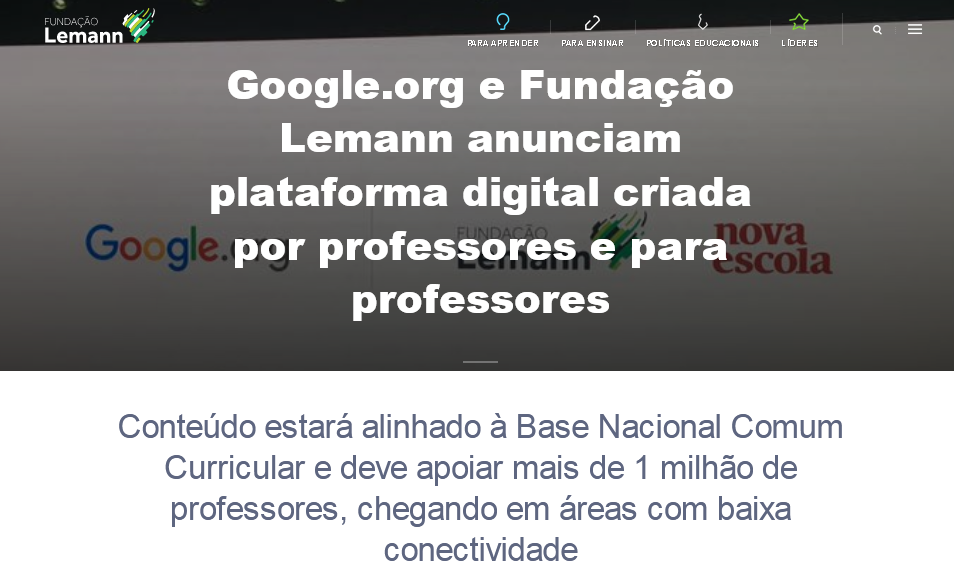 FUNDAÇÃO
Lemann
PARA APRENDER
PARA ENSINAR
POLÍTICAS EDUCACIONAIS
LÍDERES
Google.org e Fundação
Lemann anunciam
plataforma digital criada
por professores e para
professores
Google.org
FUNDAÇÃO
Lemann
nova
escola
Conteúdo estará alinhado à Base Nacional Comum
Curricular e deve apoiar mais de 1 milhão de
professores, chegando em áreas com baixa
conectividade